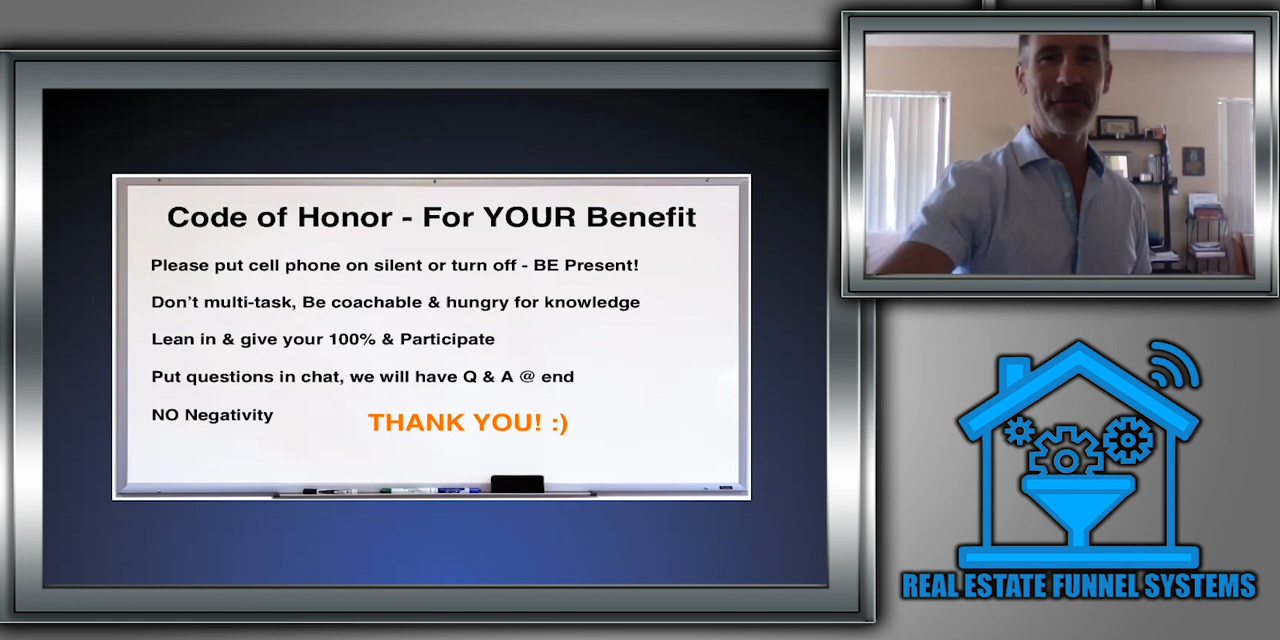 Code of Honor - For YOUR Benefit
Please put cell phone on silent or turn off - BE Present!
Don't multi-task, Be coachable & hungry for knowledge
Lean in & give your 100% & Participate
Put questions in chat, we will have Q & A @ end
NO Negativity
THANK YOU! :)
REAL ESTATE FUNNEL SYSTEMS